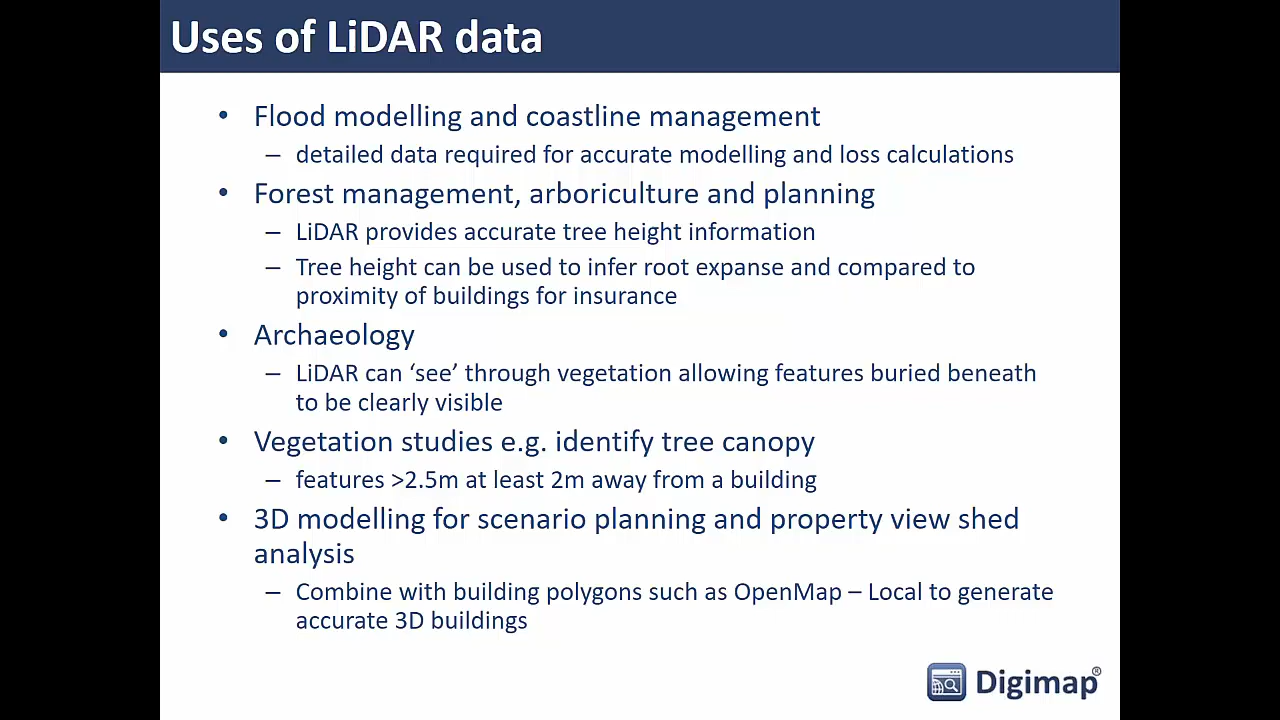 Uses of LiDAR data
• Flood modelling and coastline management
– detailed data required for accurate modelling and loss calculations
• Forest management, arboriculture and planning
– LiDAR provides accurate tree height information
– Tree height can be used to infer root expanse and compared to
proximity of buildings for insurance
• Archaeology
– LiDAR can ‘see’ through vegetation allowing features buried beneath
to be clearly visible
• Vegetation studies e.g. identify tree canopy
– features >2.5m at least 2m away from a building
• 3D modelling for scenario planning and property view shed
analysis
– Combine with building polygons such as OpenMap – Local to generate
accurate 3D buildings
Digimap®